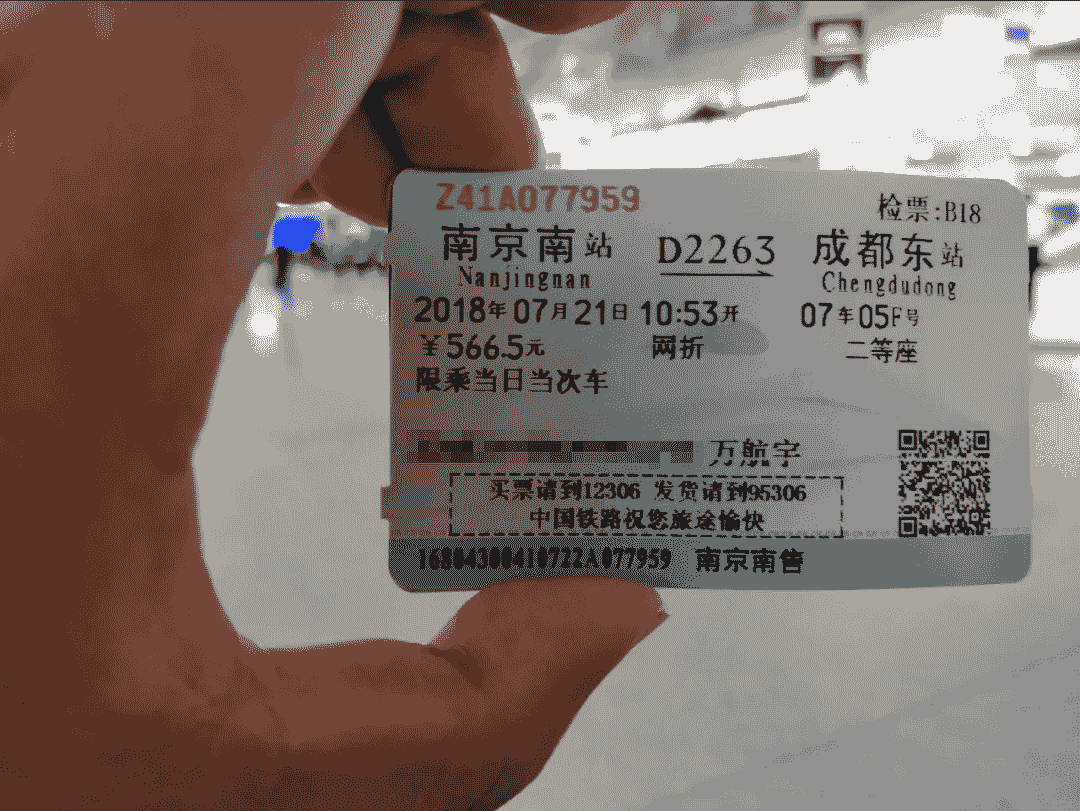 Z41A077959 检票:B18
南京南站 D2263 成都东站
Nanjingnan Chengdudong
2018年07月21日 10:53开 07车05F号
￥566.5元 网折 二等座
限乘当日当次车
万航宇
买票请到12306 发货请到95306
中国铁路祝您旅途愉快
16804300410722A077959 南京南售